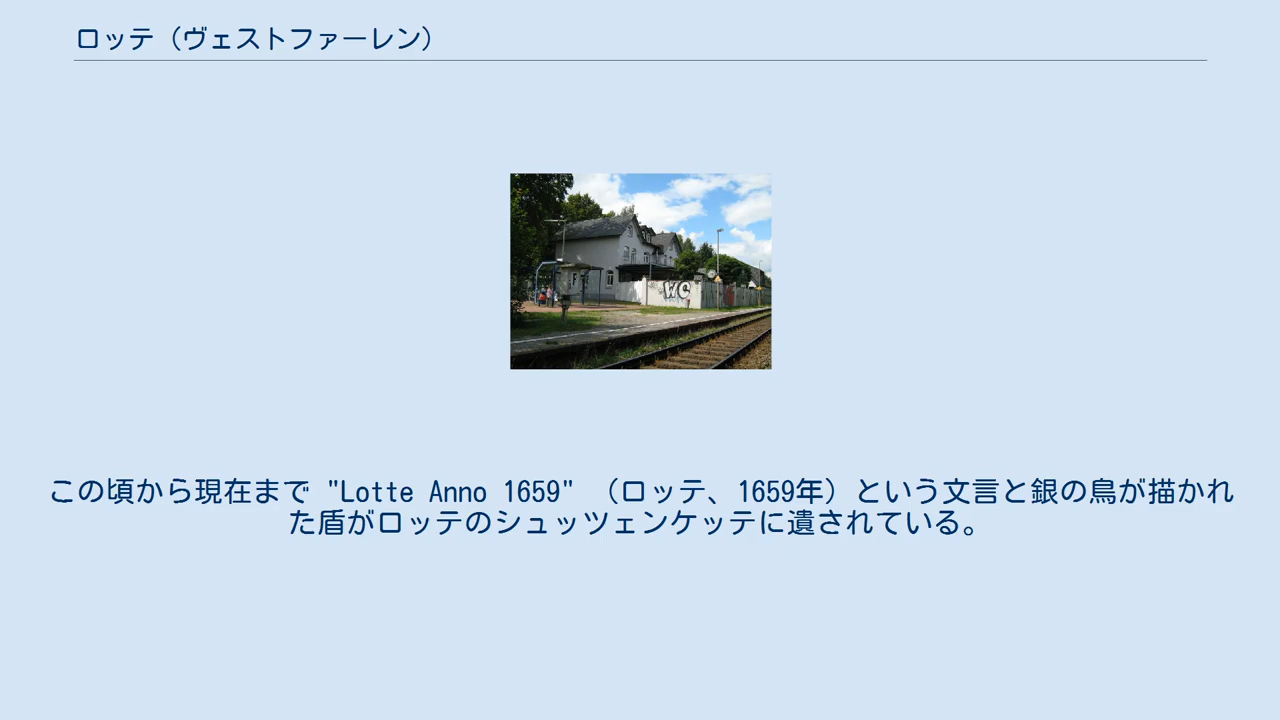 ロッテ（ヴェストファーレン）
WC
この頃から現在まで "Lotte Anno 1659" （ロッテ、1659年）という文言と銀の鳥が描かれ
た盾がロッテのシュッツェンケッテに遺されている。